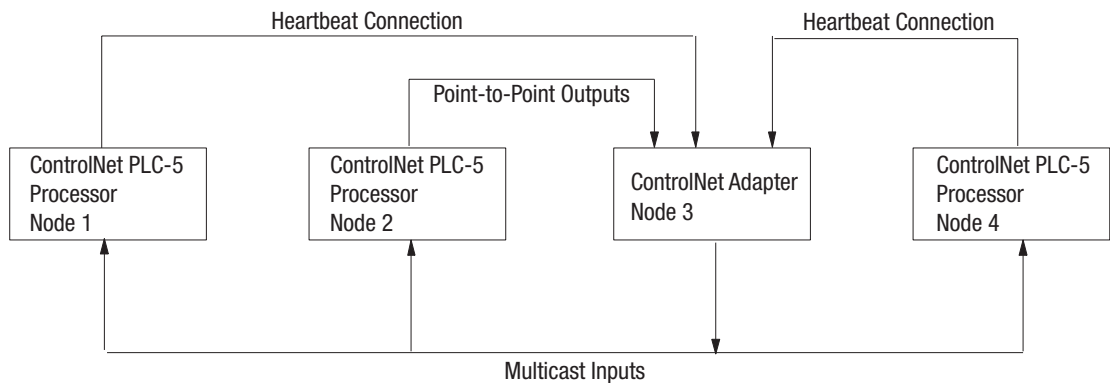 Heartbeat Connection
Heartbeat Connection
Point-to-Point Outputs
ControlNet PLC-5
Processor
Node 1
ControlNet PLC-5
Processor
Node 2
ControlNet Adapter
Node 3
ControlNet PLC-5
Processor
Node 4
Multicast Inputs